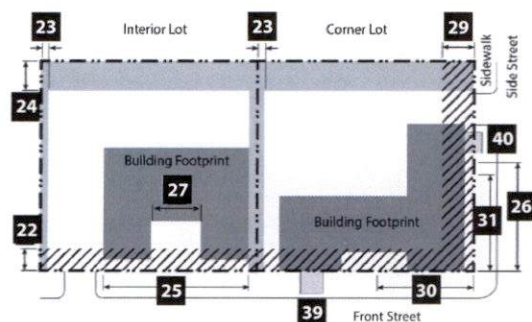 23
Interior Lot
23
Corner Lot
29
Sidewalk
Side Street
24
40
Building Footprint
27
26
31
Building Footprint
22
25
30
39
Front Street